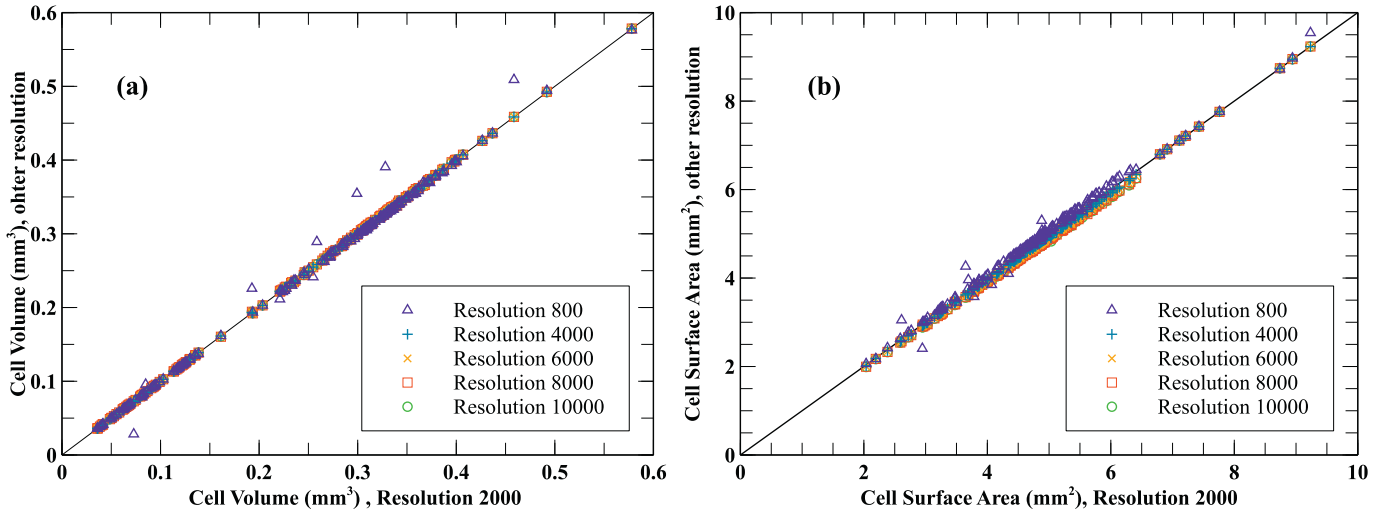 0.6
0.5
0.4
0.3
0.2
0.1
0
Cell Volume (mm³), ohter resolution
(a)
Resolution 800
Resolution 4000
Resolution 6000
Resolution 8000
Resolution 10000
0 0.1 0.2 0.3 0.4 0.5 0.6
Cell Volume (mm³) , Resolution 2000
10
8
6
4
2
0
Cell Surface Area (mm²), other resolution
(b)
Resolution 800
Resolution 4000
Resolution 6000
Resolution 8000
Resolution 10000
0 2 4 6 8 10
Cell Surface Area (mm²), Resolution 2000